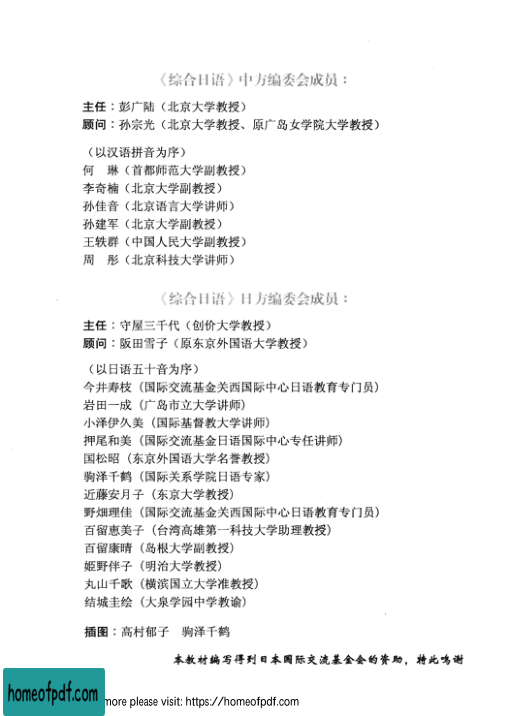 《综合日语》中方编委会成员：
主任：彭广陆（北京大学教授）
顾问：孙宗光（北京大学教授、原广岛女学院大学教授）
（以汉语拼音为序）
何　琳（首都师范大学副教授）
李奇楠（北京大学副教授）
孙佳音（北京语言大学讲师）
孙建军（北京大学副教授）
王轶群（中国人民大学副教授）
周　彤（北京科技大学讲师）
《综合日语》日方编委会成员：
主任：守屋三千代（创价大学教授）
顾问：阪田雪子（原东京外国语大学教授）
（以日语五十音为序）
今井寿枝（国际交流基金关西国际中心日语教育专门员）
岩田一成（广岛市立大学讲师）
小泽伊久美（国际基督教大学讲师）
押尾和美（国际交流基金日语国际中心专任讲师）
国松昭（东京外国语大学名誉教授）
驹泽千鹤（国际关系学院日语专家）
近藤安月子（东京大学教授）
野畑理佳（国际交流基金关西国际中心日语教育专门员）
百留惠美子（台湾高雄第一科技大学助理教授）
百留康晴（岛根大学副教授）
姬野伴子（明治大学教授）
丸山千歌（横滨国立大学准教授）
结城圭绘（大泉学园中学教谕）
插图：高村郁子　驹泽千鹤
本教材编写得到日本国际交流基金会的资助，特此鸣谢
homeofpdf.com
more please visit: https://homeofpdf.com